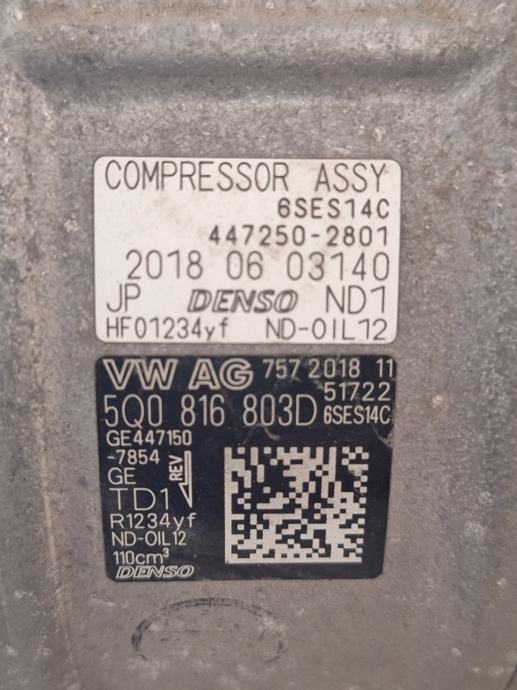 COMPRESSOR ASSY
6SES14C
447250-2801
2018 06 03140
JP DENSO ND1
HF01234yf ND-OIL12
VW AG 757 2018 11
51722
5Q0 816 803D 6SES14C
GE447150
-7854
REV
GE
TD1
R1234yf
ND-OIL12
110cm³
DENSO